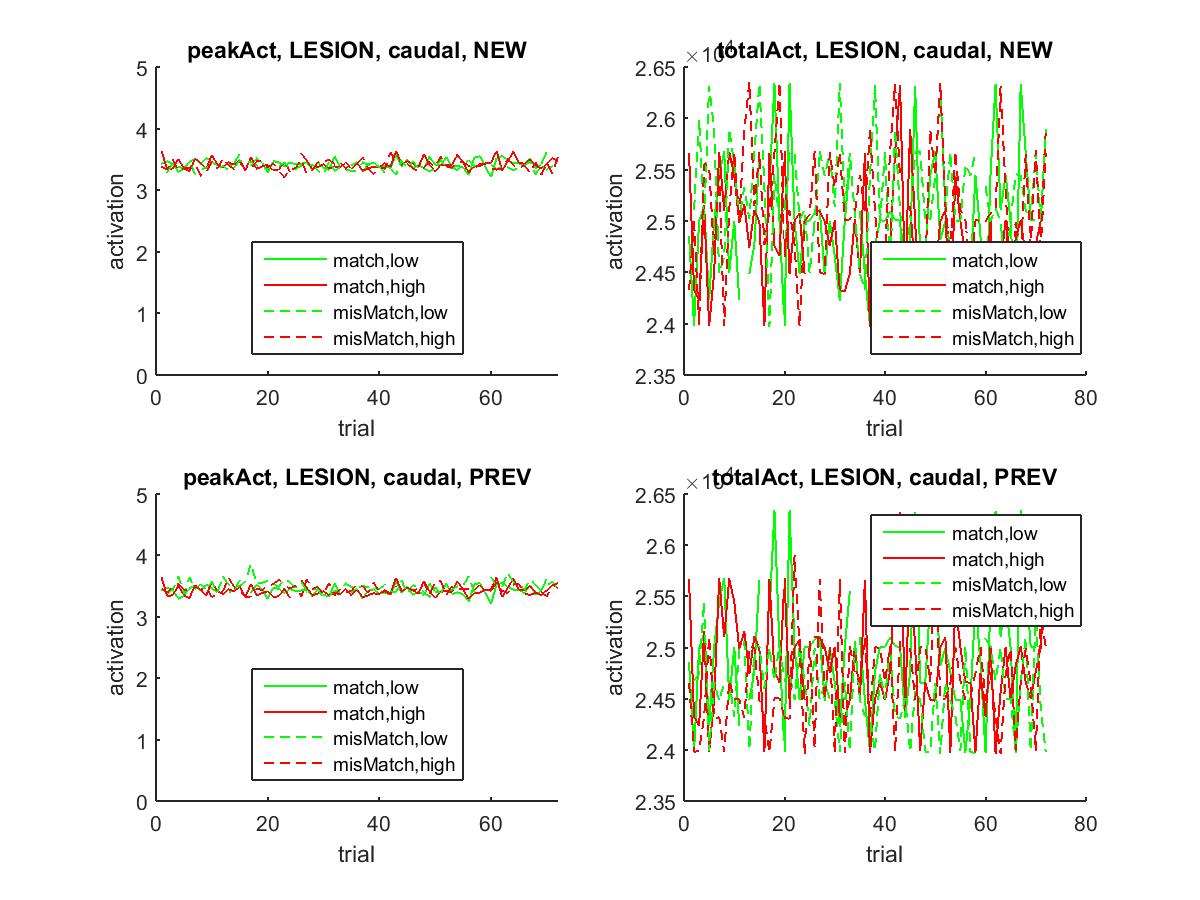 peakAct, LESION, caudal, NEW
5
4
3
2
1
0
activation
match,low
match,high
misMatch,low
misMatch,high
0 20 40 60
trial
×10^4
totalAct, LESION, caudal, NEW
2.65
2.6
2.55
2.5
2.45
2.4
2.35
activation
match,low
match,high
misMatch,low
misMatch,high
0 20 40 60 80
trial
peakAct, LESION, caudal, PREV
5
4
3
2
1
0
activation
match,low
match,high
misMatch,low
misMatch,high
0 20 40 60
trial
×10^4
totalAct, LESION, caudal, PREV
2.65
2.6
2.55
2.5
2.45
2.4
2.35
activation
match,low
match,high
misMatch,low
misMatch,high
0 20 40 60 80
trial